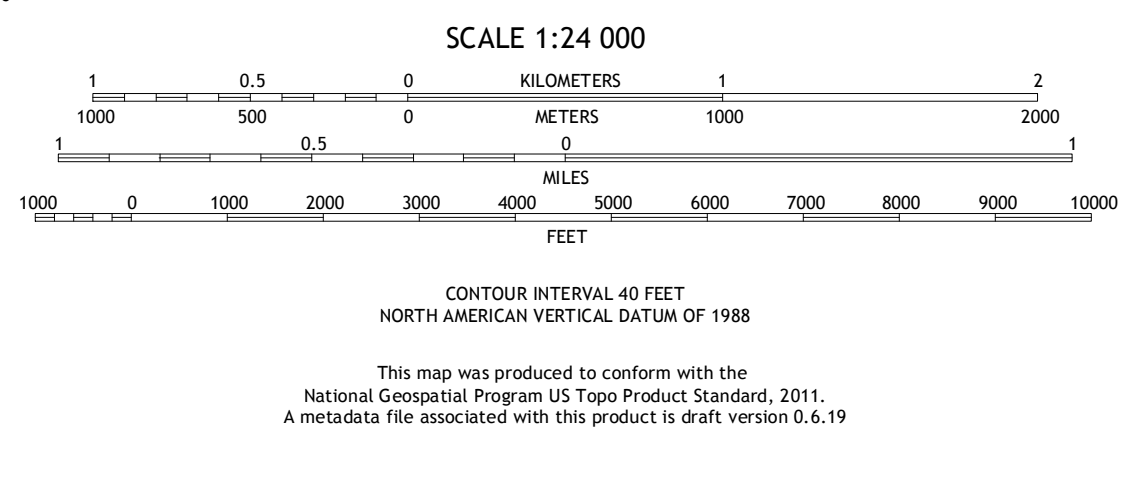 SCALE 1:24 000
1 0.5 0 KILOMETERS 1 2
1000 500 0 METERS 1000 2000
1 0.5 0 1
MILES
1000 0 1000 2000 3000 4000 5000 6000 7000 8000 9000 10000
FEET
CONTOUR INTERVAL 40 FEET
NORTH AMERICAN VERTICAL DATUM OF 1988
This map was produced to conform with the
National Geospatial Program US Topo Product Standard, 2011.
A metadata file associated with this product is draft version 0.6.19